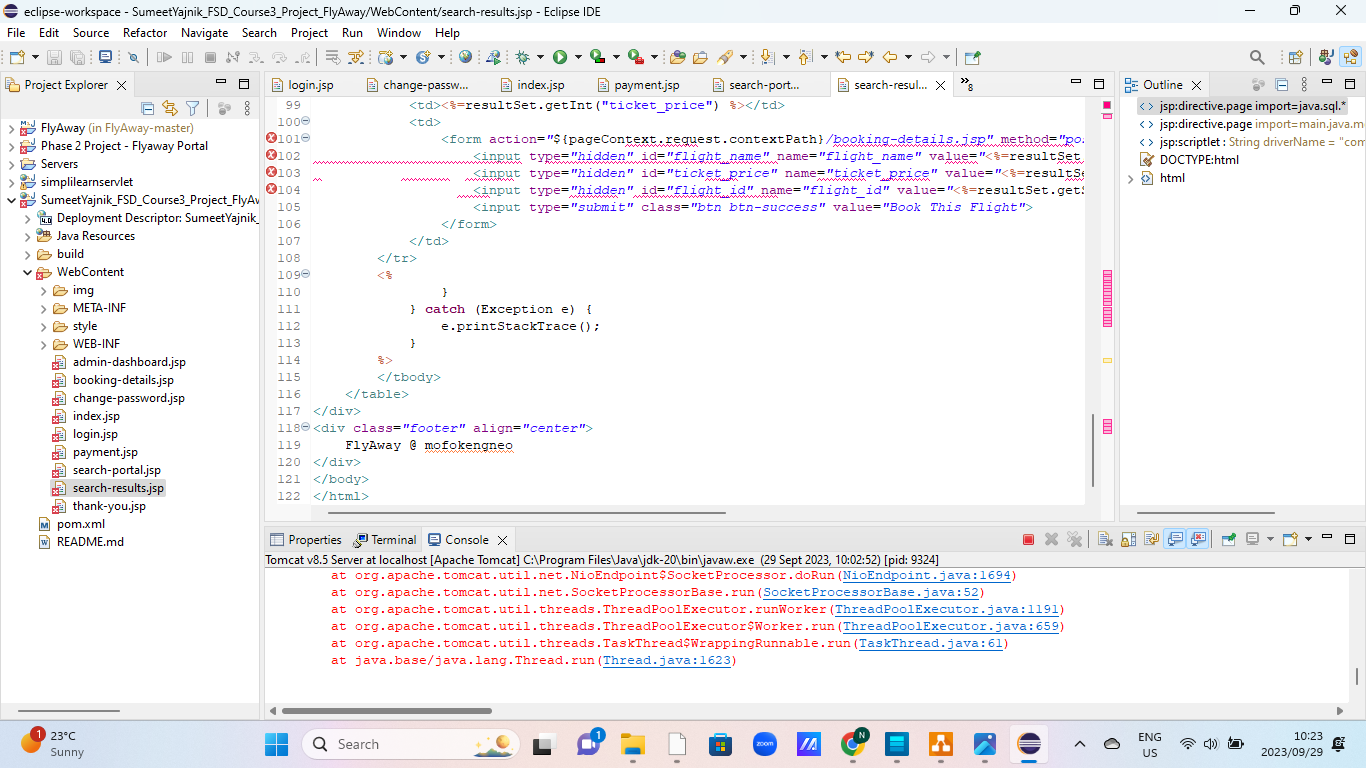 eclipse-workspace - SumeetYajnik_FSD_Course3_Project_FlyAway/WebContent/search-results.jsp - Eclipse IDE
File Edit Source Refactor Navigate Search Project Run Window Help
Project Explorer
FlyAway (in FlyAway-master)
Phase 2 Project - Flyaway Portal
Servers
simplilearnservlet
SumeetYajnik_FSD_Course3_Project_FlyAw
Deployment Descriptor: SumeetYajnik_
Java Resources
build
WebContent
img
META-INF
style
WEB-INF
admin-dashboard.jsp
booking-details.jsp
change-password.jsp
index.jsp
login.jsp
payment.jsp
search-portal.jsp
search-results.jsp
thank-you.jsp
pom.xml
README.md
login.jsp change-passw... index.jsp payment.jsp search-port... search-resul... »8
99 <td><%=resultSet.getInt("ticket_price") %></td>
100 <td>
101 <form action="${pageContext.request.contextPath}/booking-details.jsp" method="po
102 <input type="hidden" id="flight_name" name="flight_name" value="<%=resultSet
103 <input type="hidden" id="ticket_price" name="ticket_price" value="<%=resultS
104 <input type="hidden" id="flight_id" name="flight_id" value="<%=resultSet.getS
105 <input type="submit" class="btn btn-success" value="Book This Flight">
106 </form>
107 </td>
108 </tr>
109 <%
110 }
111 } catch (Exception e) {
112 e.printStackTrace();
113 }
114 %>
115 </tbody>
116 </table>
117 </div>
118 <div class="footer" align="center">
119 FlyAway @ mofokengneo
120 </div>
121 </body>
122 </html>
Outline
jsp:directive.page import=java.sql.*
jsp:directive.page import=main.java.m
jsp:scriptlet : String driverName = "com
DOCTYPE:html
html
Properties Terminal Console
Tomcat v8.5 Server at localhost [Apache Tomcat] C:\Program Files\Java\jdk-20\bin\javaw.exe (29 Sept 2023, 10:02:52) [pid: 9324]
at org.apache.tomcat.util.net.NioEndpoint$SocketProcessor.doRun(NioEndpoint.java:1694)
at org.apache.tomcat.util.net.SocketProcessorBase.run(SocketProcessorBase.java:52)
at org.apache.tomcat.util.threads.ThreadPoolExecutor.runWorker(ThreadPoolExecutor.java:1191)
at org.apache.tomcat.util.threads.ThreadPoolExecutor$Worker.run(ThreadPoolExecutor.java:659)
at org.apache.tomcat.util.threads.TaskThread$WrappingRunnable.run(TaskThread.java:61)
at java.base/java.lang.Thread.run(Thread.java:1623)
1
23°C
Sunny
Search
1
zoom
N
ENG
US
10:23
2023/09/29